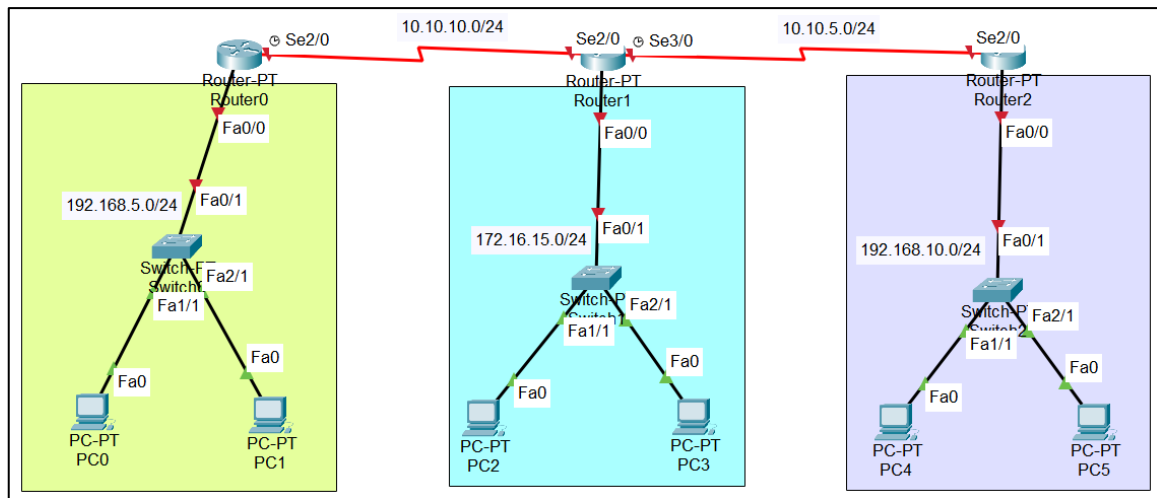 10.10.10.0/24
10.10.5.0/24
Se2/0
Se2/0
Se3/0
Se2/0
Router-PT
Router0
Router-PT
Router1
Router-PT
Router2
Fa0/0
Fa0/0
Fa0/0
192.168.5.0/24
Fa0/1
172.16.15.0/24
Fa0/1
192.168.10.0/24
Fa0/1
Fa2/1
Fa1/1
Fa2/1
Fa1/1
Fa2/1
Fa1/1
Fa0
Fa0
Fa0
Fa0
Fa0
Fa0
PC-PT
PC0
PC-PT
PC1
PC-PT
PC2
PC-PT
PC3
PC-PT
PC4
PC-PT
PC5